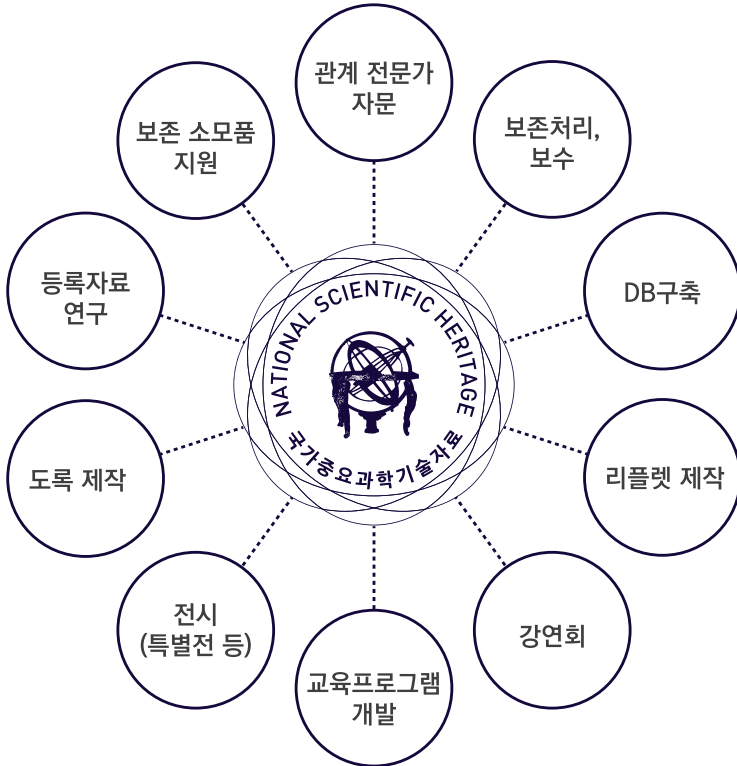 관계 전문가
자문
보존처리,
보수
DB구축
리플렛 제작
강연회
교육프로그램
개발
전시
(특별전 등)
도록 제작
등록자료
연구
보존 소모품
지원
NATIONAL SCIENTIFIC HERITAGE
국가중요과학기술자료